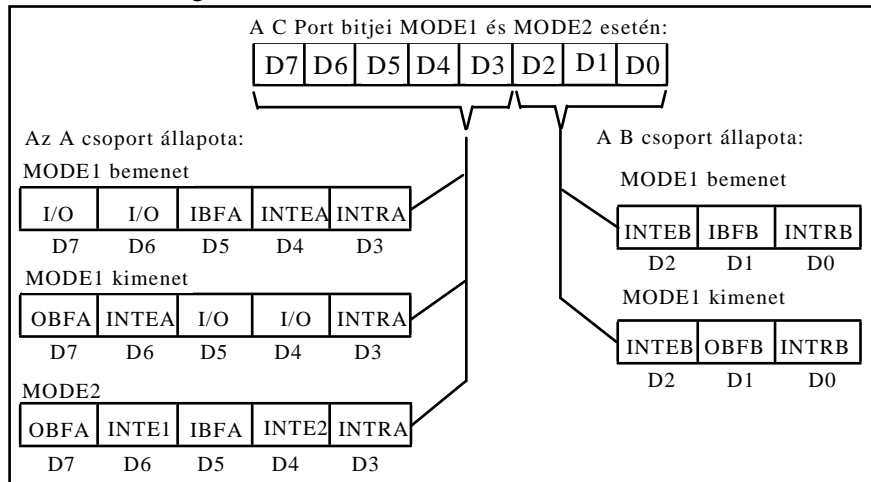 A C Port bitjei MODE1 és MODE2 esetén:
D7 D6 D5 D4 D3 D2 D1 D0
Az A csoport állapota:
MODE1 bemenet
I/O I/O IBFA INTEA INTRA
D7 D6 D5 D4 D3
MODE1 kimenet
OBFA INTEA I/O I/O INTRA
D7 D6 D5 D4 D3
MODE2
OBFA INTE1 IBFA INTE2 INTRA
D7 D6 D5 D4 D3
A B csoport állapota:
MODE1 bemenet
INTEB IBFB INTRB
D2 D1 D0
MODE1 kimenet
INTEB OBFB INTRB
D2 D1 D0